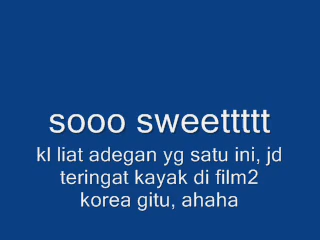 sooo sweettttt
kl liat adegan yg satu ini, jd
teringat kayak di film2
korea gitu, ahaha